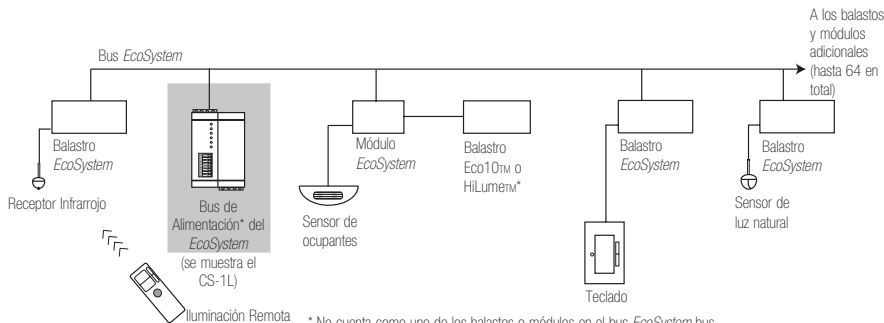 A los balastos
y módulos
adicionales
(hasta 64 en
total)
Bus EcoSystem
Balastro
EcoSystem
Receptor Infrarrojo
Bus de
Alimentación* del
EcoSystem
(se muestra el
CS-1L)
Módulo
EcoSystem
Sensor de
ocupantes
Balastro
Eco10TM o
HiLumeTM*
Balastro
EcoSystem
Teclado
Balastro
EcoSystem
Sensor de
luz natural
Iluminación Remota
* No cuenta como uno de los balastos o módulos en el bus EcoSystem bus